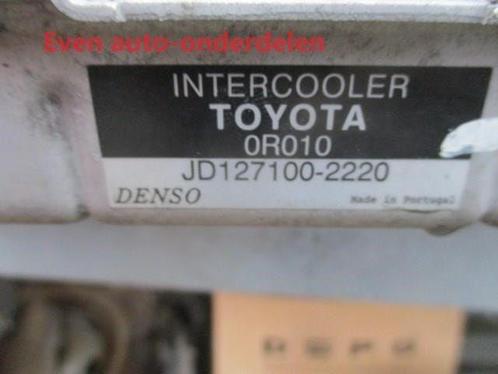 Even auto-onderdelen
INTERCOOLER
TOYOTA
0R010
JD127100-2220
DENSO Made in Portugal